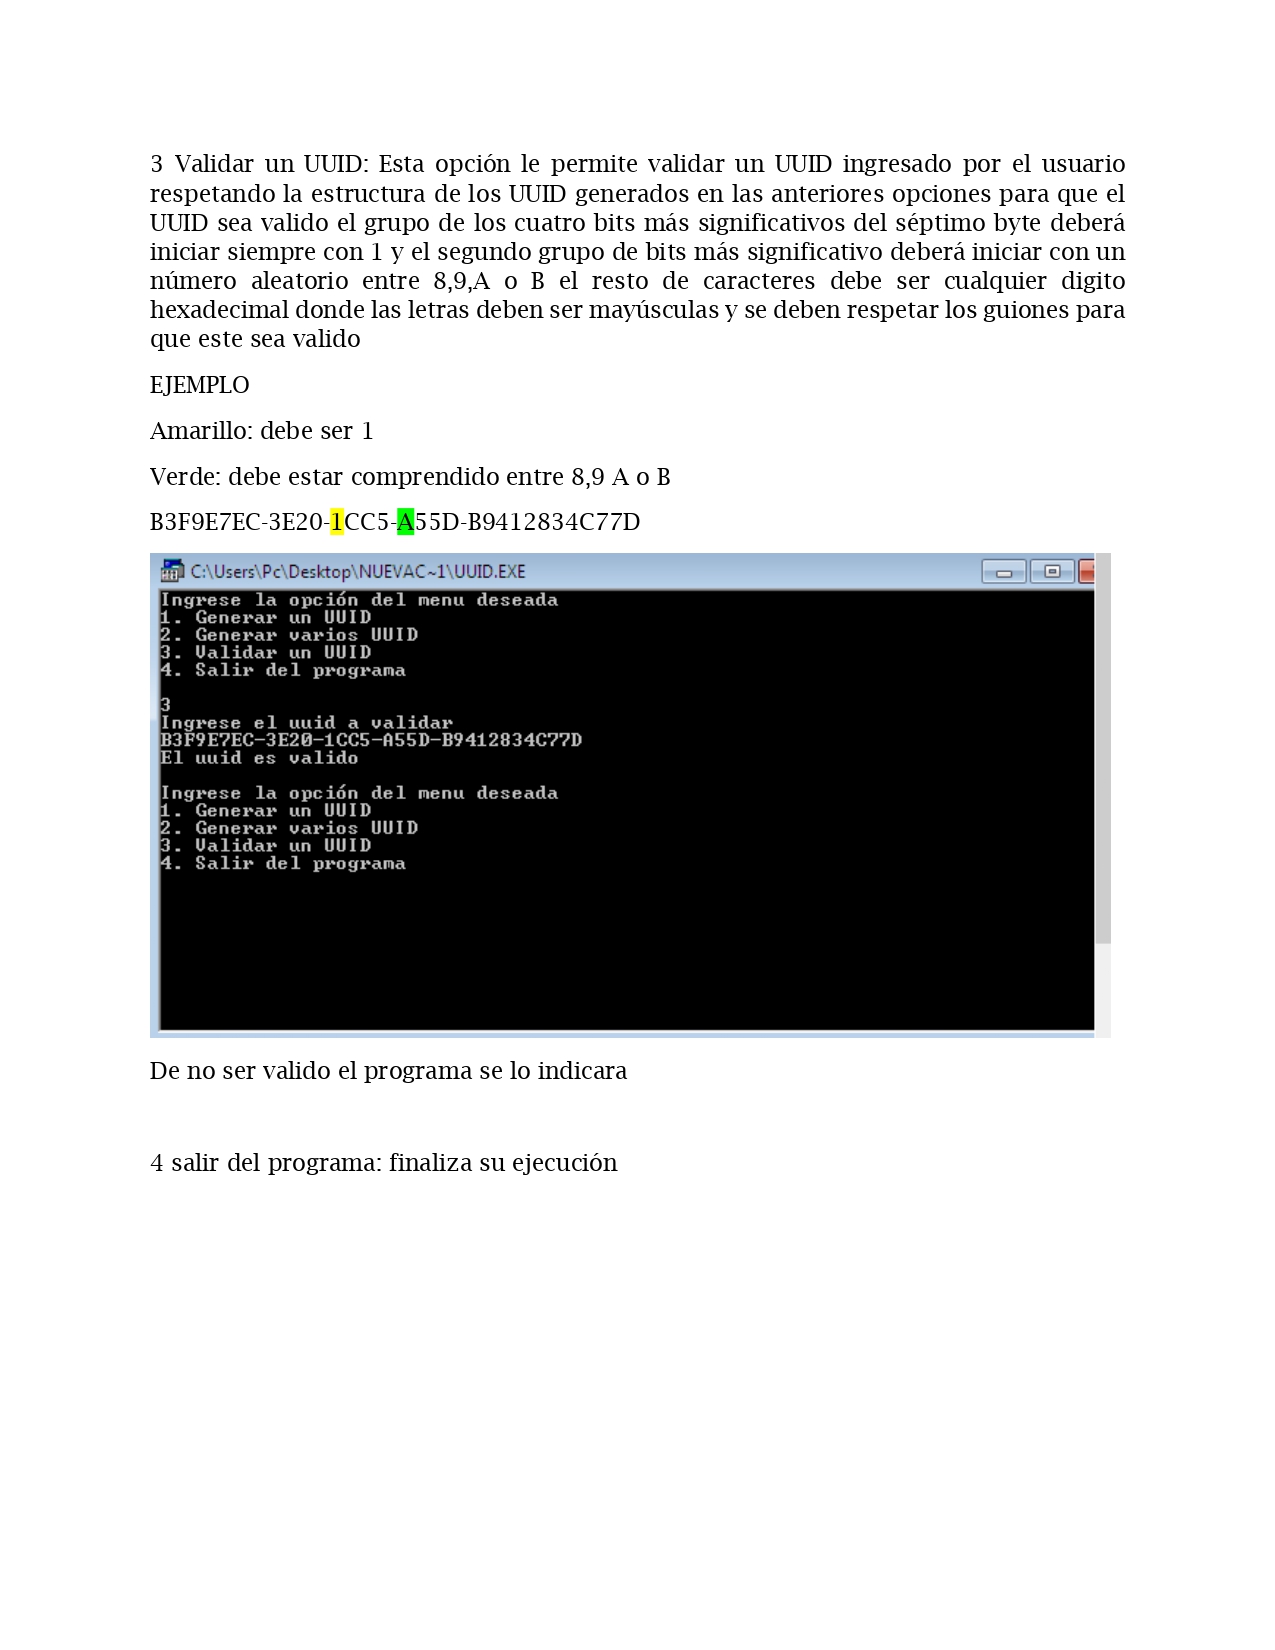 3 Validar un UUID: Esta opción le permite validar un UUID ingresado por el usuario
respetando la estructura de los UUID generados en las anteriores opciones para que el
UUID sea valido el grupo de los cuatro bits más significativos del séptimo byte deberá
iniciar siempre con 1 y el segundo grupo de bits más significativo deberá iniciar con un
número aleatorio entre 8,9,A o B el resto de caracteres debe ser cualquier digito
hexadecimal donde las letras deben ser mayúsculas y se deben respetar los guiones para
que este sea valido
EJEMPLO
Amarillo: debe ser 1
Verde: debe estar comprendido entre 8,9 A o B
B3F9E7EC-3E20-1CC5-A55D-B9412834C77D
C:\Users\Pc\Desktop\NUEVAC~1\UUID.EXE
Ingrese la opción del menu deseada
1. Generar un UUID
2. Generar varios UUID
3. Validar un UUID
4. Salir del programa
3
Ingrese el uuid a validar
B3F9E7EC-3E20-1CC5-A55D-B9412834C77D
El uuid es valido
Ingrese la opción del menu deseada
1. Generar un UUID
2. Generar varios UUID
3. Validar un UUID
4. Salir del programa
De no ser valido el programa se lo indicara
4 salir del programa: finaliza su ejecución